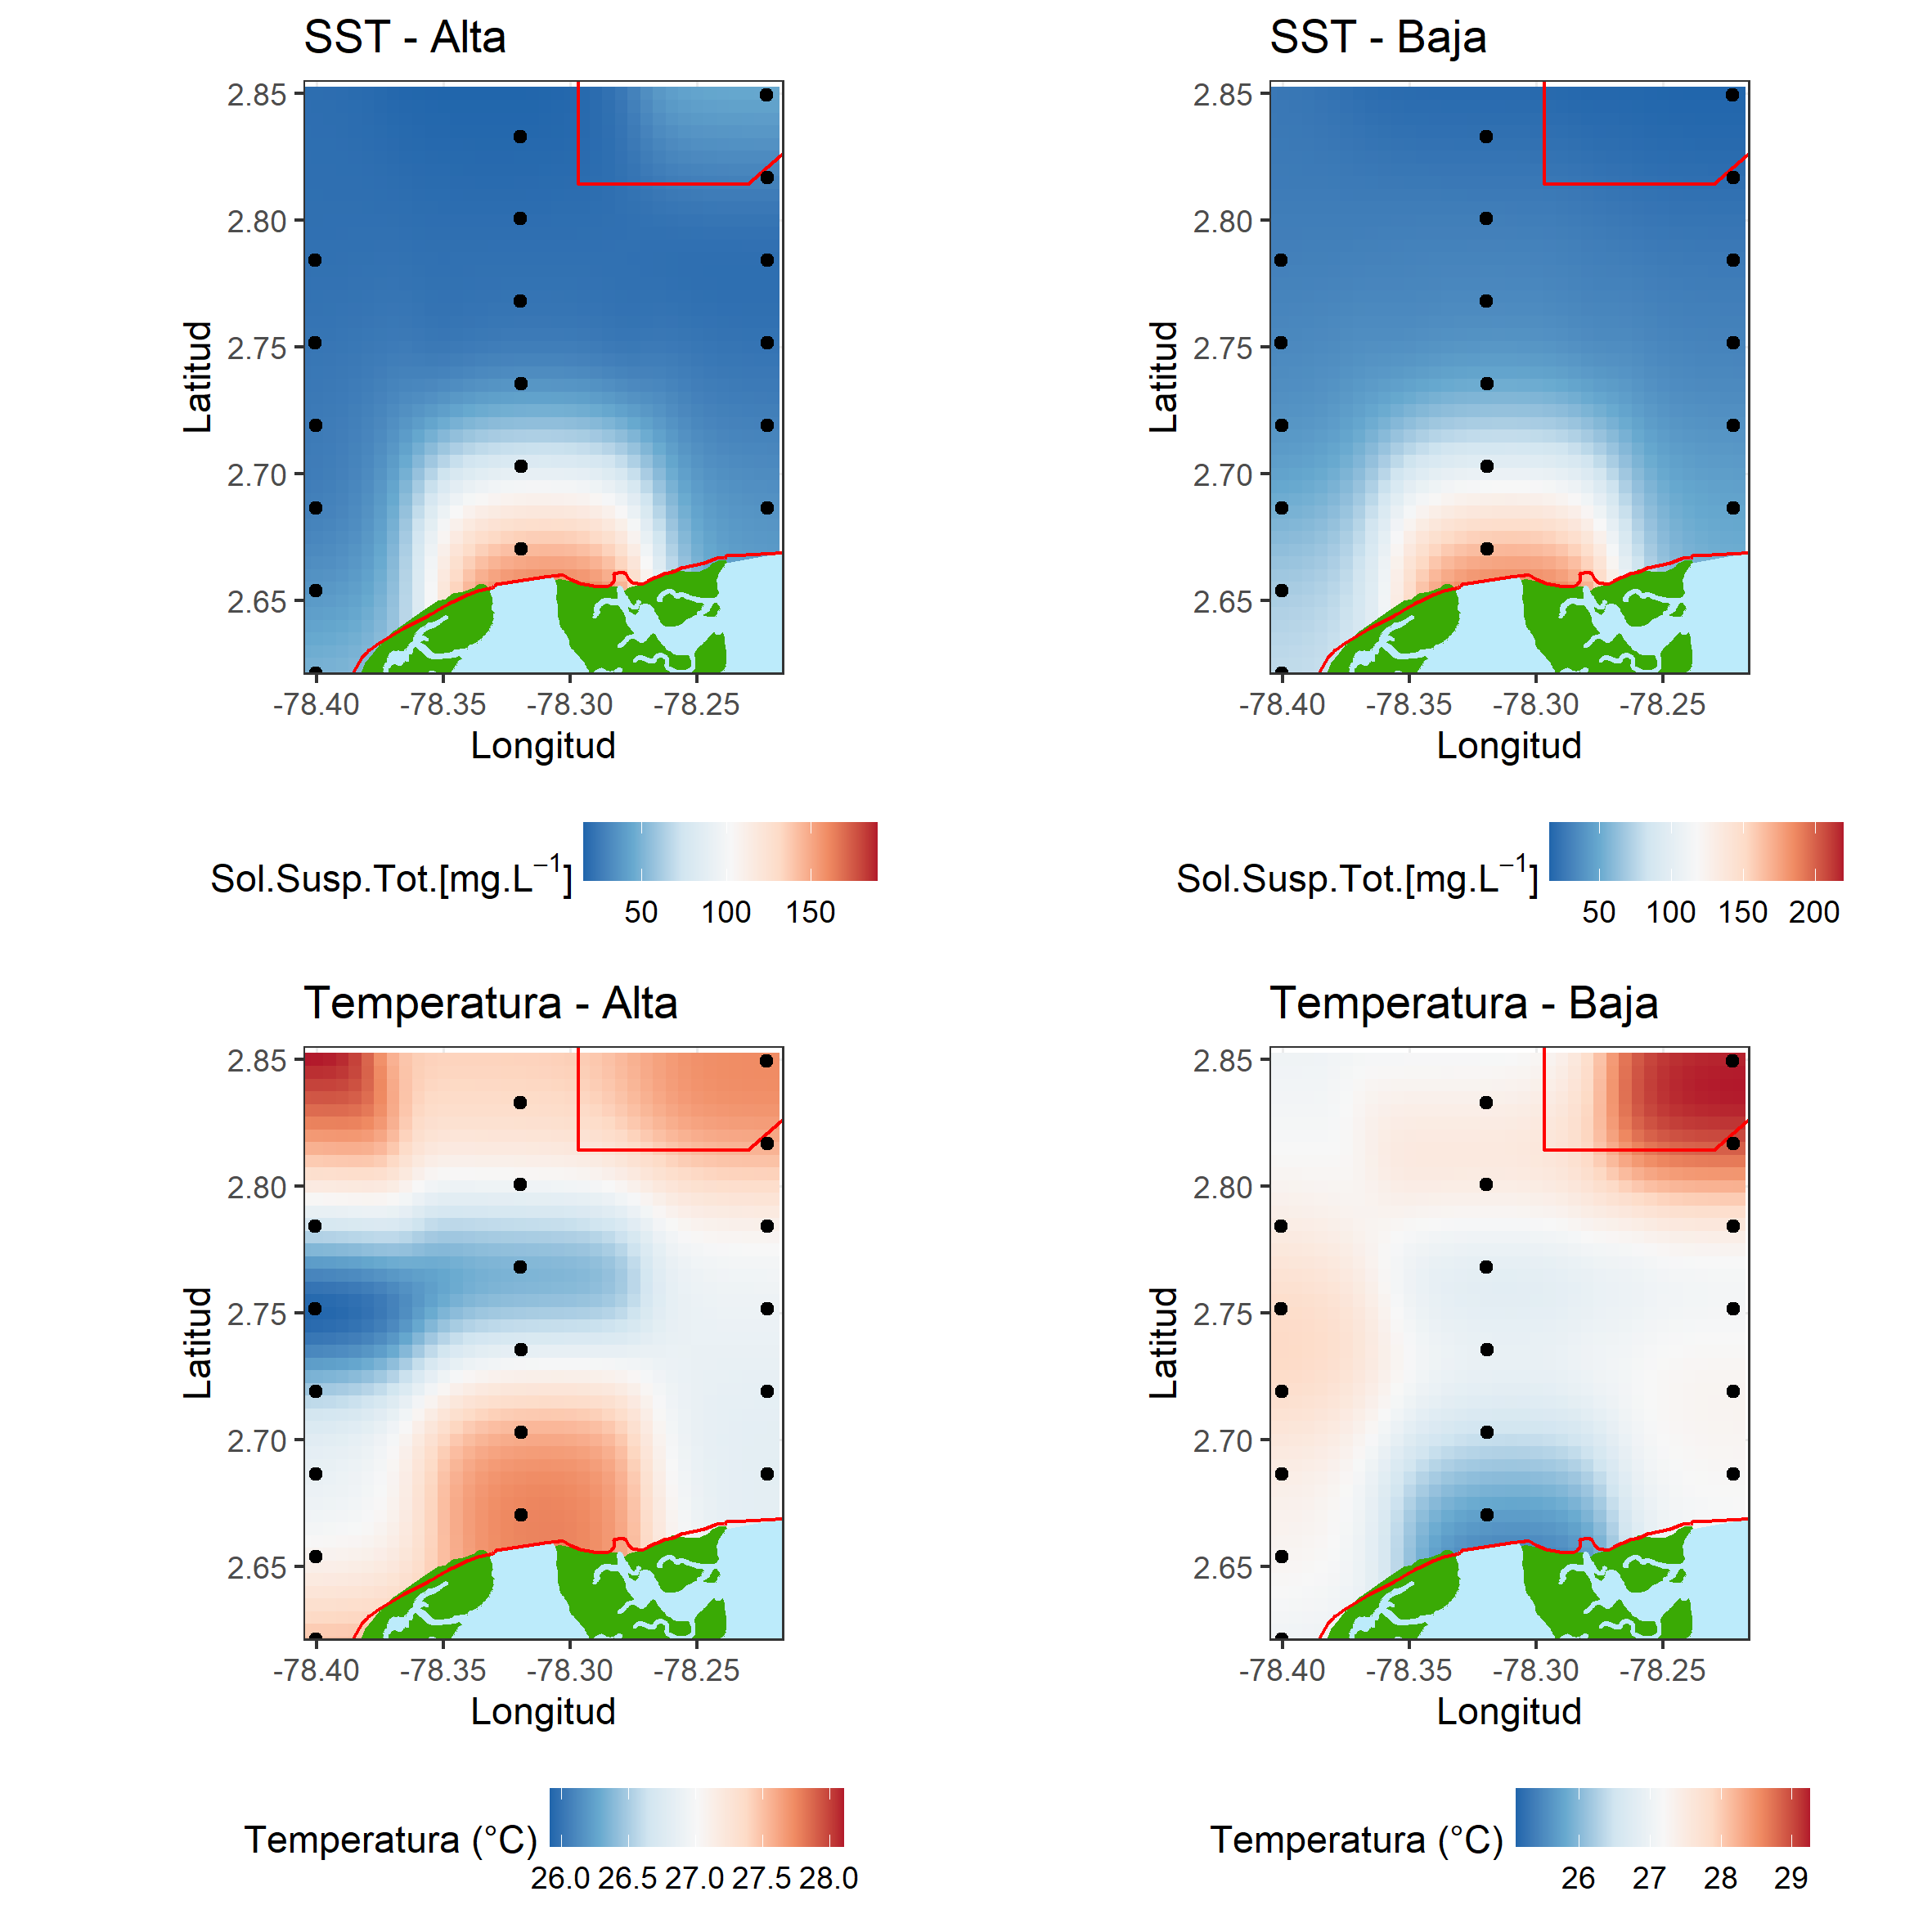 SST - Alta
SST - Baja
Latitud
2.85
2.80
2.75
2.70
2.65
-78.40 -78.35 -78.30 -78.25
Longitud
Sol.Susp.Tot.[mg.L⁻¹]
50 100 150
Latitud
2.85
2.80
2.75
2.70
2.65
-78.40 -78.35 -78.30 -78.25
Longitud
Sol.Susp.Tot.[mg.L⁻¹]
50 100 150 200
Temperatura - Alta
Temperatura - Baja
Latitud
2.85
2.80
2.75
2.70
2.65
-78.40 -78.35 -78.30 -78.25
Longitud
Temperatura (°C)
26.0 26.5 27.0 27.5 28.0
Latitud
2.85
2.80
2.75
2.70
2.65
-78.40 -78.35 -78.30 -78.25
Longitud
Temperatura (°C)
26 27 28 29